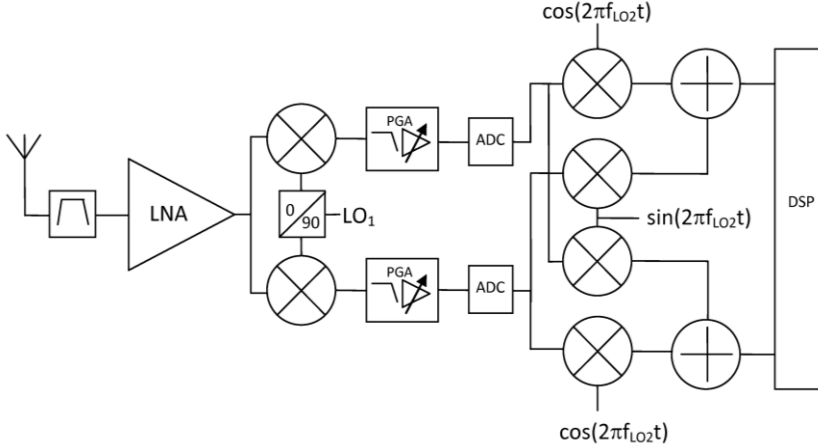 cos(2πf_LO2t)
PGA
ADC
LNA
0
90
LO₁
sin(2πf_LO2t)
DSP
PGA
ADC
cos(2πf_LO2t)